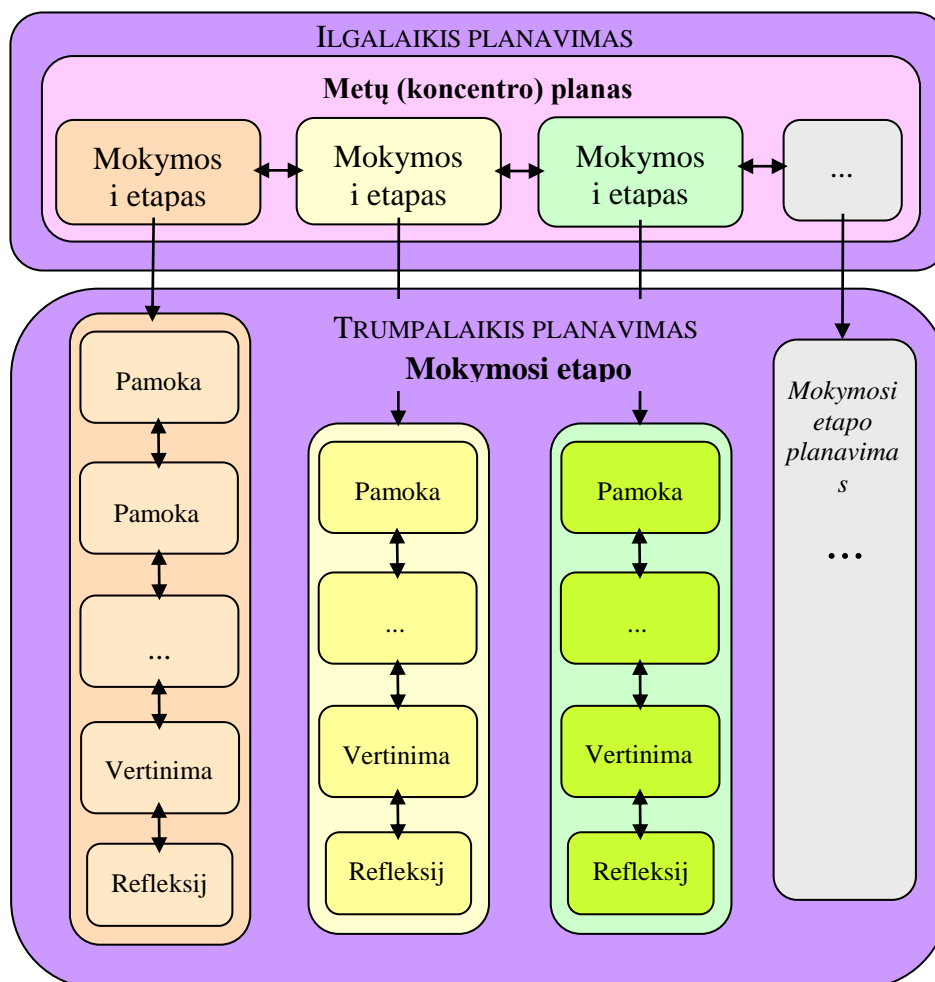 ILGALAIKIS PLANAVIMAS
Metų (koncentro) planas
Mokymos
i etapas
Mokymos
i etapas
Mokymos
i etapas
...
TRUMPALAIKIS PLANAVIMAS
Mokymosi etapo
Pamoka
Pamoka
...
Vertinima
Refleksij
Pamoka
...
Vertinima
Refleksij
Pamoka
...
Vertinima
Refleksij
Mokymosi
etapo
planavima
s
...